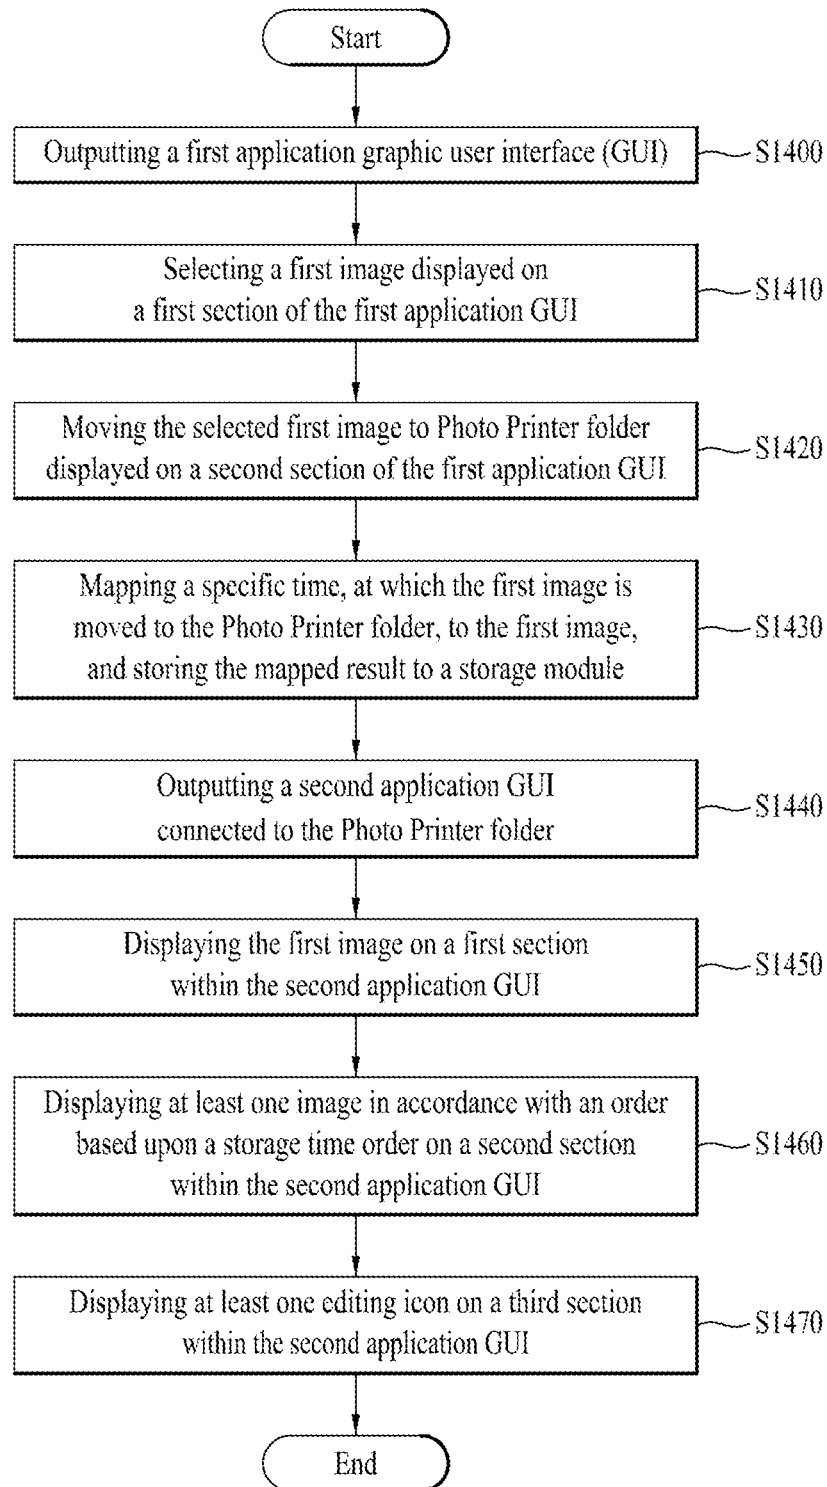 Start
Outputting a first application graphic user interface (GUI)
S1400
Selecting a first image displayed on
a first section of the first application GUI
S1410
Moving the selected first image to Photo Printer folder
displayed on a second section of the first application GUI
S1420
Mapping a specific time, at which the first image is
moved to the Photo Printer folder, to the first image,
and storing the mapped result to a storage module
S1430
Outputting a second application GUI
connected to the Photo Printer folder
S1440
Displaying the first image on a first section
within the second application GUI
S1450
Displaying at least one image in accordance with an order
based upon a storage time order on a second section
within the second application GUI
S1460
Displaying at least one editing icon on a third section
within the second application GUI
S1470
End